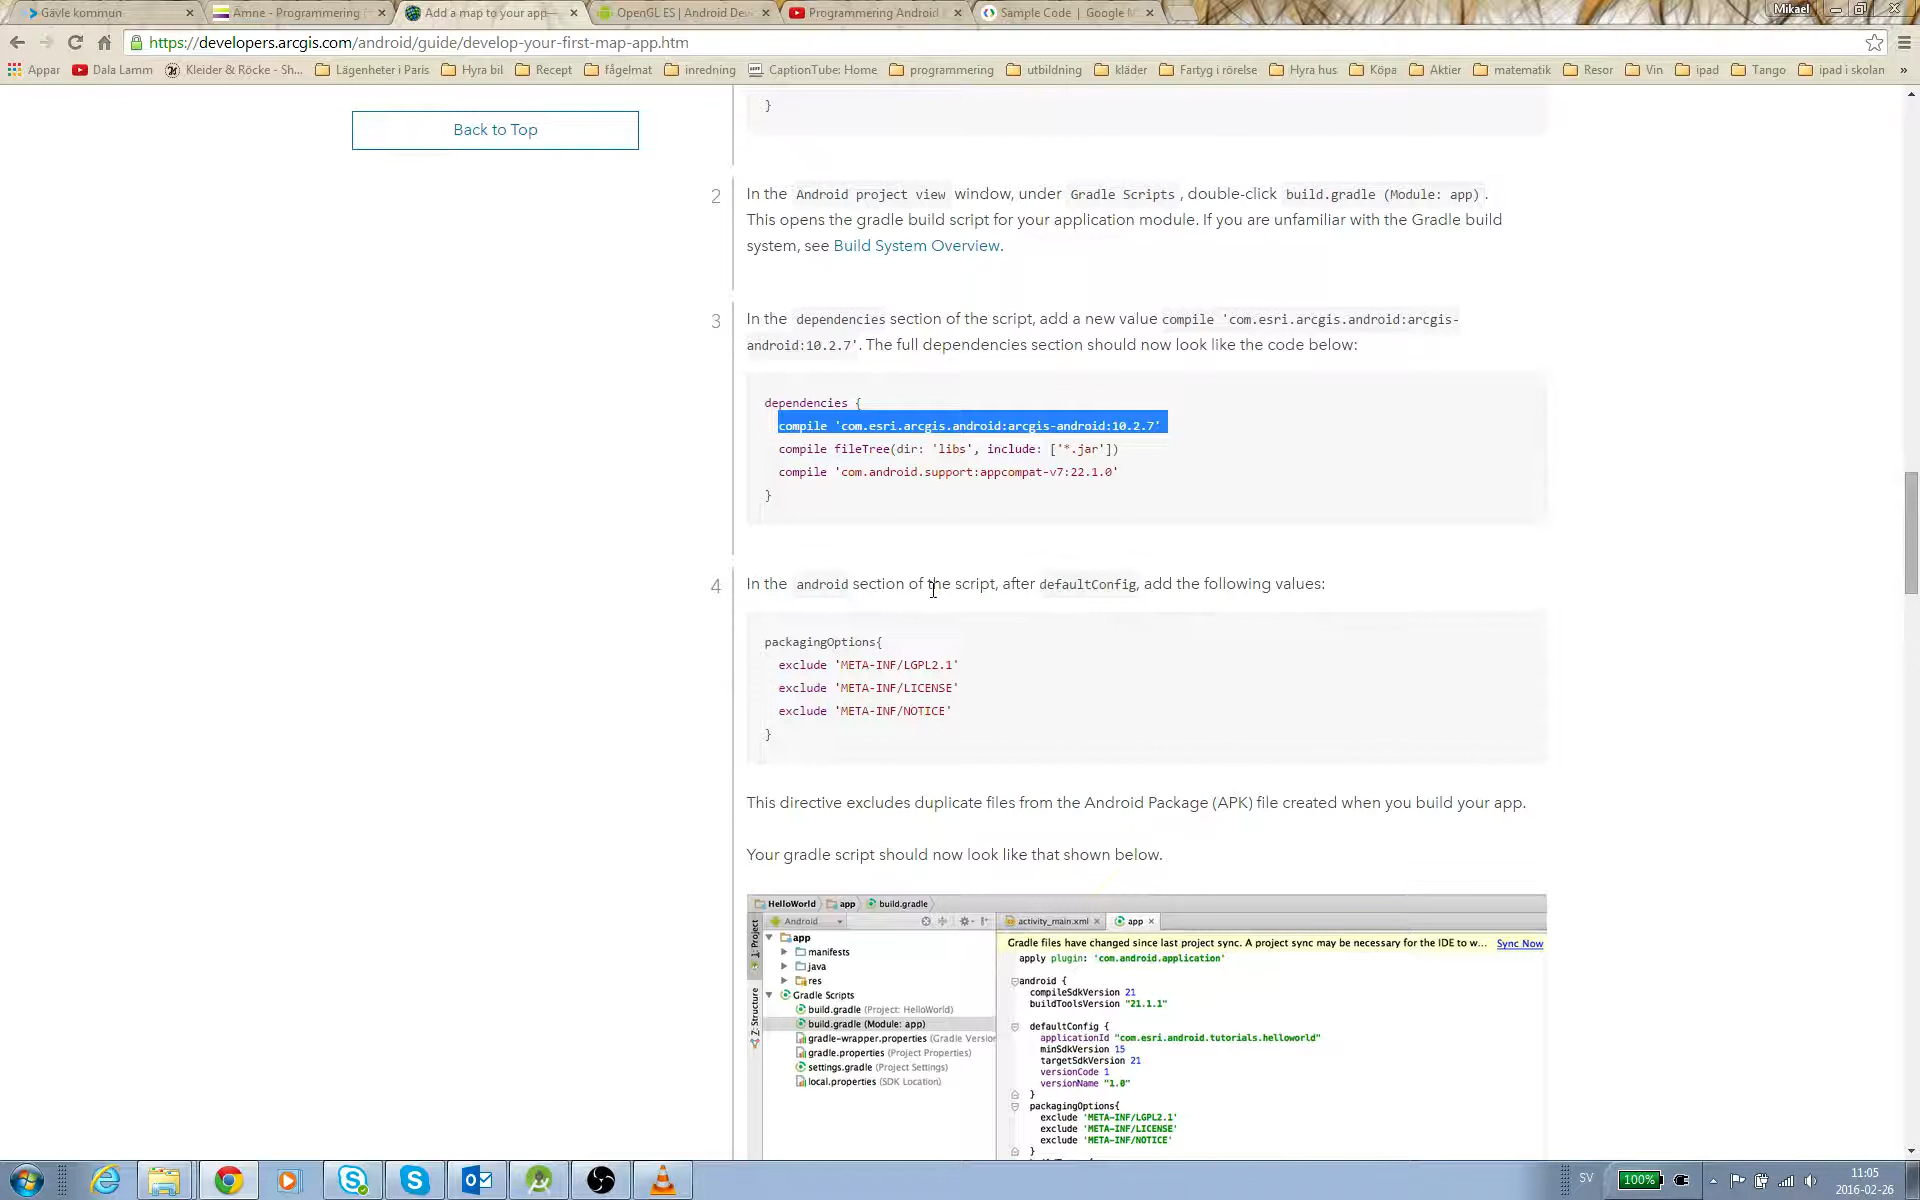 Gävle kommun
Ämne - Programmering (
Add a map to your app—
OpenGL ES | Android Dev
Programmering Android
Sample Code | Google M
Mikael
https://developers.arcgis.com/android/guide/develop-your-first-map-app.htm
Appar
Dala Lamm
Kleider & Röcke - Sh...
Lägenheter i Paris
Hyra bil
Recept
fågelmat
inredning
CaptionTube: Home
programmering
utbildning
kläder
Fartyg i rörelse
Hyra hus
Köpa
Aktier
matematik
Resor
Vin
ipad
Tango
ipad i skolan
»
Back to Top
}
2
In the Android project view window, under Gradle Scripts, double-click build.gradle (Module: app).
This opens the gradle build script for your application module. If you are unfamiliar with the Gradle build
system, see Build System Overview.
3
In the dependencies section of the script, add a new value compile 'com.esri.arcgis.android:arcgis-
android:10.2.7'. The full dependencies section should now look like the code below:
dependencies {
compile 'com.esri.arcgis.android:arcgis-android:10.2.7'
compile fileTree(dir: 'libs', include: ['*.jar'])
compile 'com.android.support:appcompat-v7:22.1.0'
}
4
In the android section of the script, after defaultConfig, add the following values:
packagingOptions{
exclude 'META-INF/LGPL2.1'
exclude 'META-INF/LICENSE'
exclude 'META-INF/NOTICE'
}
This directive excludes duplicate files from the Android Package (APK) file created when you build your app.
Your gradle script should now look like that shown below.
HelloWorld
app
build.gradle
1: Project
Z: Structure
Android
app
manifests
java
res
Gradle Scripts
build.gradle (Project: HelloWorld)
build.gradle (Module: app)
gradle-wrapper.properties (Gradle Version
gradle.properties (Project Properties)
settings.gradle (Project Settings)
local.properties (SDK Location)
activity_main.xml
app
Gradle files have changed since last project sync. A project sync may be necessary for the IDE to w...
Sync Now
apply plugin: 'com.android.application'
android {
compileSdkVersion 21
buildToolsVersion "21.1.1"
defaultConfig {
applicationId "com.esri.android.tutorials.helloworld"
minSdkVersion 15
targetSdkVersion 21
versionCode 1
versionName "1.0"
}
packagingOptions{
exclude 'META-INF/LGPL2.1'
exclude 'META-INF/LICENSE'
exclude 'META-INF/NOTICE'
}
SV
100%
11:05
2016-02-26